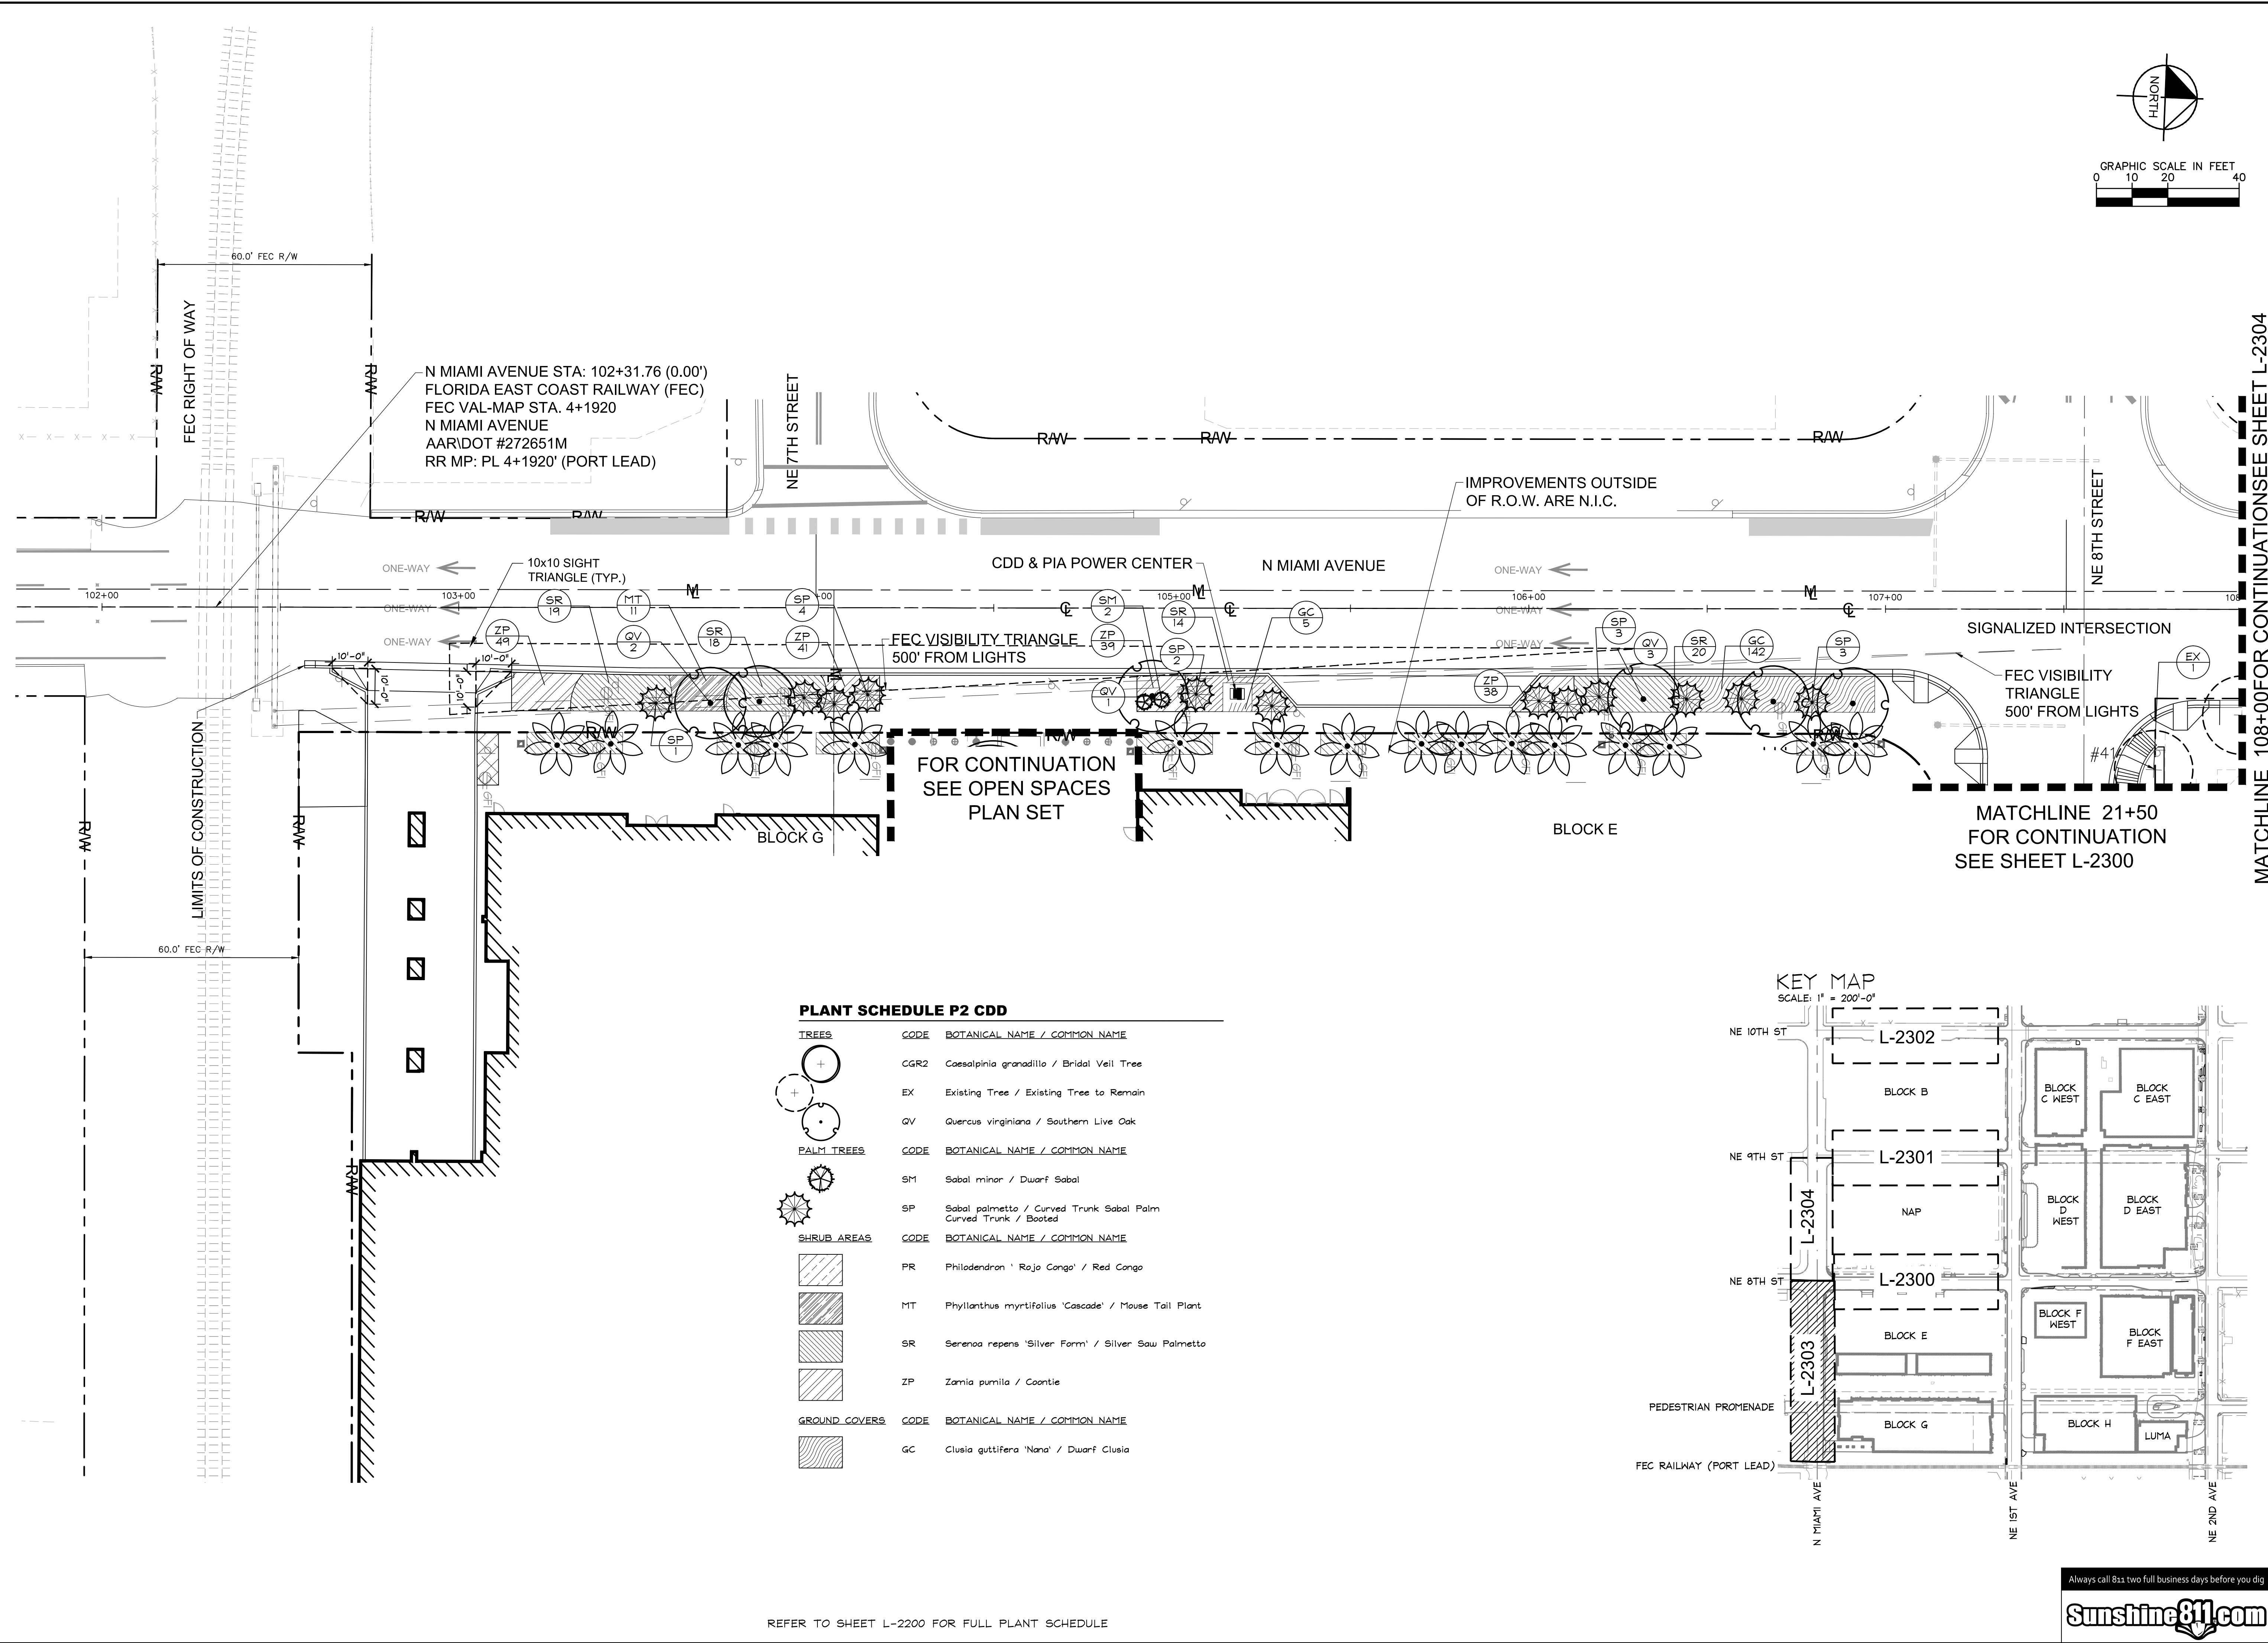 NORTH
GRAPHIC SCALE IN FEET
0 10 20 40
60.0' FEC R/W
FEC RIGHT OF WAY
R/W
R/W
N MIAMI AVENUE STA: 102+31.76 (0.00')
FLORIDA EAST COAST RAILWAY (FEC)
FEC VAL-MAP STA. 4+1920
N MIAMI AVENUE
AAR\DOT #272651M
RR MP: PL 4+1920' (PORT LEAD)
NE 7TH STREET
R/W
R/W
R/W
R/W
R/W
IMPROVEMENTS OUTSIDE
OF R.O.W. ARE N.I.C.
NE 8TH STREET
MATCHLINE 108+00FOR CONTINUATIONSEE SHEET L-2304
ONE-WAY
10x10 SIGHT
TRIANGLE (TYP.)
CDD & PIA POWER CENTER
N MIAMI AVENUE
ONE-WAY
102+00
103+00
+00
105+00
106+00
107+00
108
ONE-WAY
ONE-WAY
ONE-WAY
ONE-WAY
ZP
49
SR
19
MT
11
QV
2
SR
18
SP
4
ZP
41
FEC VISIBILITY TRIANGLE
500' FROM LIGHTS
SM
2
ZP
39
SR
14
SP
2
QV
1
GC
5
ZP
38
SP
3
QV
3
SR
20
GC
142
SP
3
SIGNALIZED INTERSECTION
EX
1
FEC VISIBILITY
TRIANGLE
500' FROM LIGHTS
10'-0"
10'-0"
10'-0"
10'-0"
SP
1
R/W
R/W
R/W
#41
LIMITS OF CONSTRUCTION
R/W
R/W
R/W
60.0' FEC R/W
BLOCK G
FOR CONTINUATION
SEE OPEN SPACES
PLAN SET
BLOCK E
MATCHLINE 21+50
FOR CONTINUATION
SEE SHEET L-2300
PLANT SCHEDULE P2 CDD
TREES CODE BOTANICAL NAME / COMMON NAME
CGR2 Caesalpinia granadillo / Bridal Veil Tree
EX Existing Tree / Existing Tree to Remain
QV Quercus virginiana / Southern Live Oak
PALM TREES CODE BOTANICAL NAME / COMMON NAME
SM Sabal minor / Dwarf Sabal
SP Sabal palmetto / Curved Trunk Sabal Palm
Curved Trunk / Booted
SHRUB AREAS CODE BOTANICAL NAME / COMMON NAME
PR Philodendron ' Rojo Congo' / Red Congo
MT Phyllanthus myrtifolius 'Cascade' / Mouse Tail Plant
SR Serenoa repens 'Silver Form' / Silver Saw Palmetto
ZP Zamia pumila / Coontie
GROUND COVERS CODE BOTANICAL NAME / COMMON NAME
GC Clusia guttifera 'Nana' / Dwarf Clusia
KEY MAP
SCALE: 1" = 200'-0"
NE 10TH ST
L-2302
BLOCK B
BLOCK
C WEST
BLOCK
C EAST
NE 9TH ST
L-2301
L-2304
NAP
BLOCK
D
WEST
BLOCK
D EAST
NE 8TH ST
L-2300
L-2303
BLOCK E
BLOCK F
WEST
BLOCK
F EAST
PEDESTRIAN PROMENADE
BLOCK G
BLOCK H
LUMA
FEC RAILWAY (PORT LEAD)
N MIAMI AVE
NE 1ST AVE
NE 2ND AVE
REFER TO SHEET L-2200 FOR FULL PLANT SCHEDULE
Always call 811 two full business days before you dig
Sunshine811.com